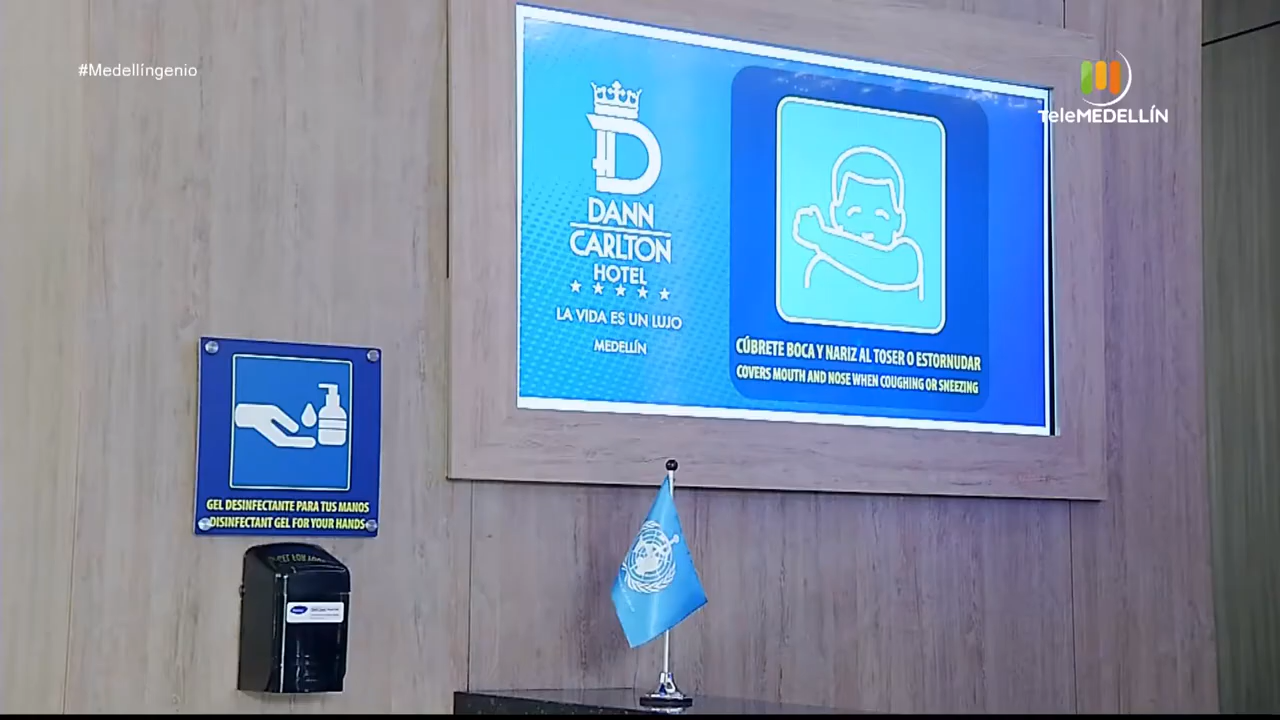 #Medellingenio
TeleMEDELLÍN
DANN
CARLTON
HOTEL
LA VIDA ES UN LUJO
MEDELLÍN
CÚBRETE BOCA Y NARIZ AL TOSER O ESTORNUDAR
COVERS MOUTH AND NOSE WHEN COUGHING OR SNEEZING
GEL DESINFECTANTE PARA TUS MANOS
DISINFECTANT GEL FOR YOUR HANDS